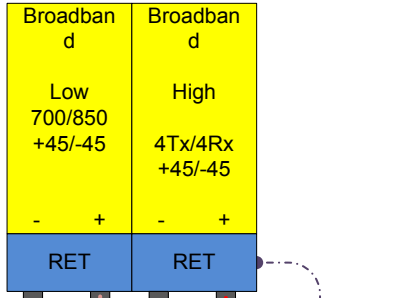 Broadban
d
Low
700/850
+45/-45
- +
RET
Broadban
d
High
4Tx/4Rx
+45/-45
- +
RET